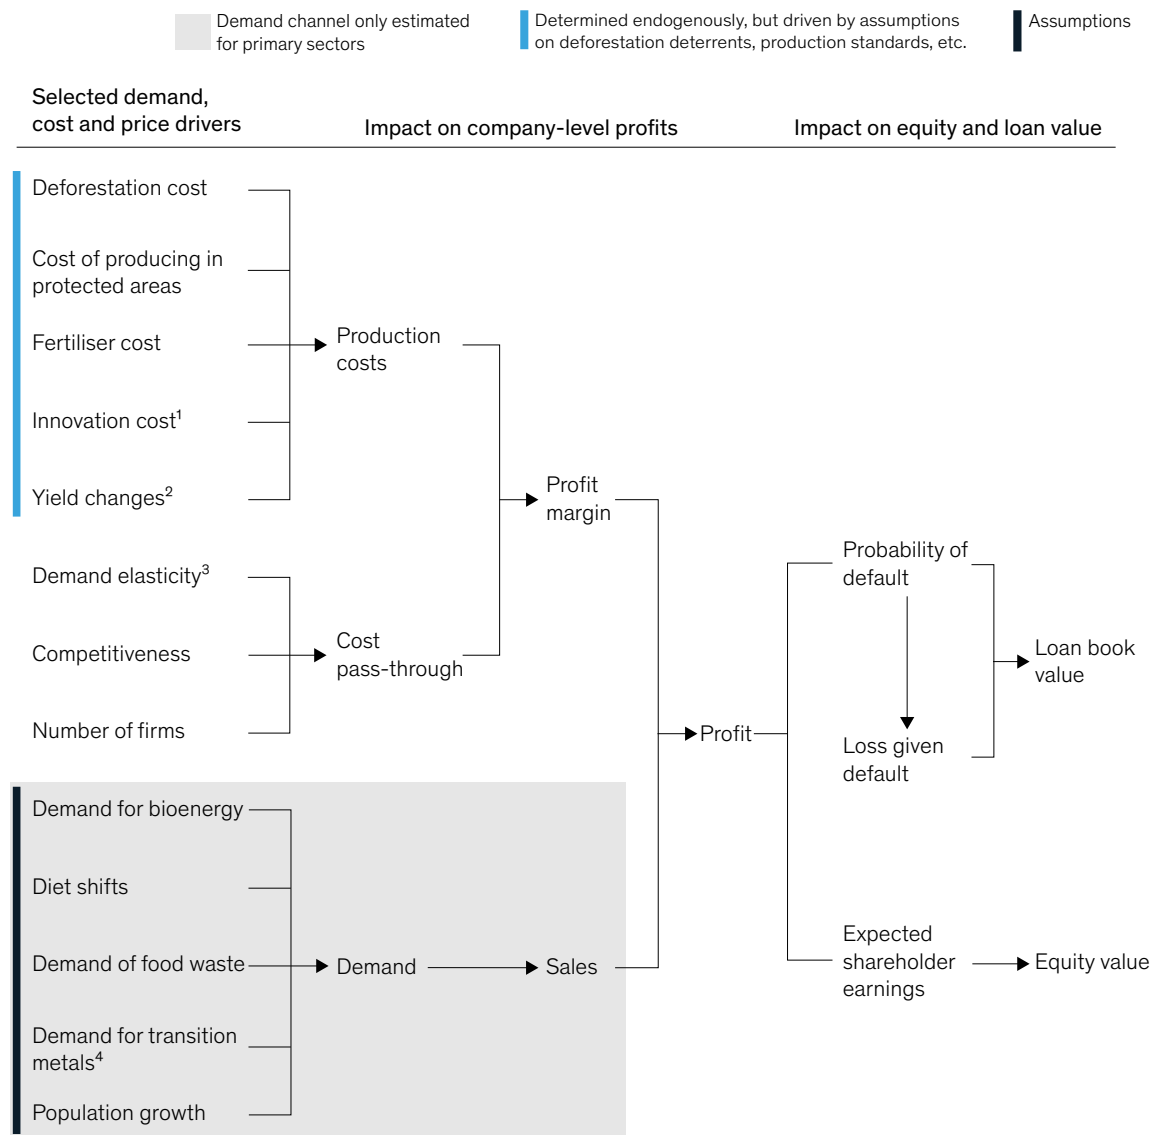 Demand channel only estimated
for primary sectors
Determined endogenously, but driven by assumptions
on deforestation deterrents, production standards, etc.
Assumptions
Selected demand,
cost and price drivers
Impact on company-level profits
Impact on equity and loan value
Deforestation cost
Cost of producing in
protected areas
Fertiliser cost
Innovation cost¹
Yield changes²
Production
costs
Profit
margin
Demand elasticity³
Competitiveness
Number of firms
Cost
pass-through
Profit
Probability of
default
Loss given
default
Loan book
value
Demand for bioenergy
Diet shifts
Demand of food waste
Demand for transition
metals⁴
Population growth
Demand
Sales
Expected
shareholder
earnings
Equity value